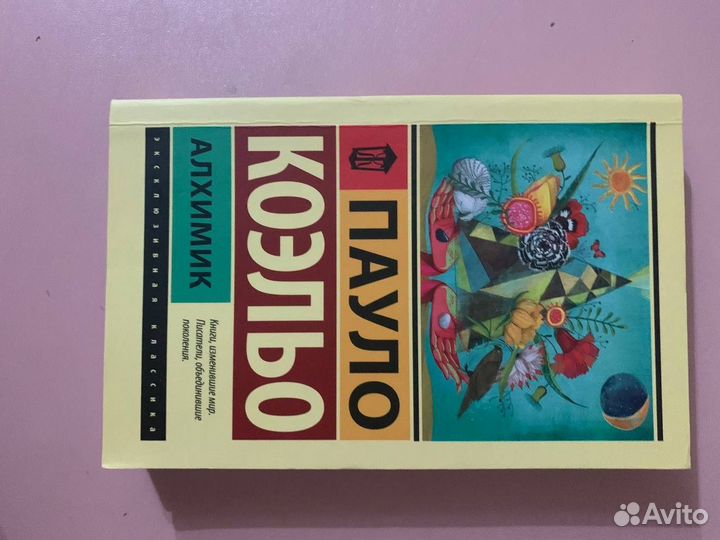 ПАУЛО
КОЭЛЬО
АЛХИМИК
Книги, изменившие мир.
Писатели, объединившие
поколения.
эксклюзивная классика
Avito